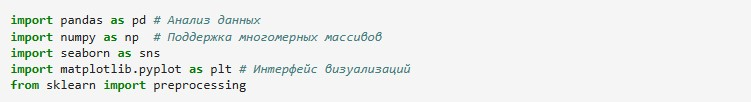 import pandas as pd # Анализ данных
import numpy as np  # Поддержка многомерных массивов
import seaborn as sns
import matplotlib.pyplot as plt # Интерфейс визуализаций
from sklearn import preprocessing